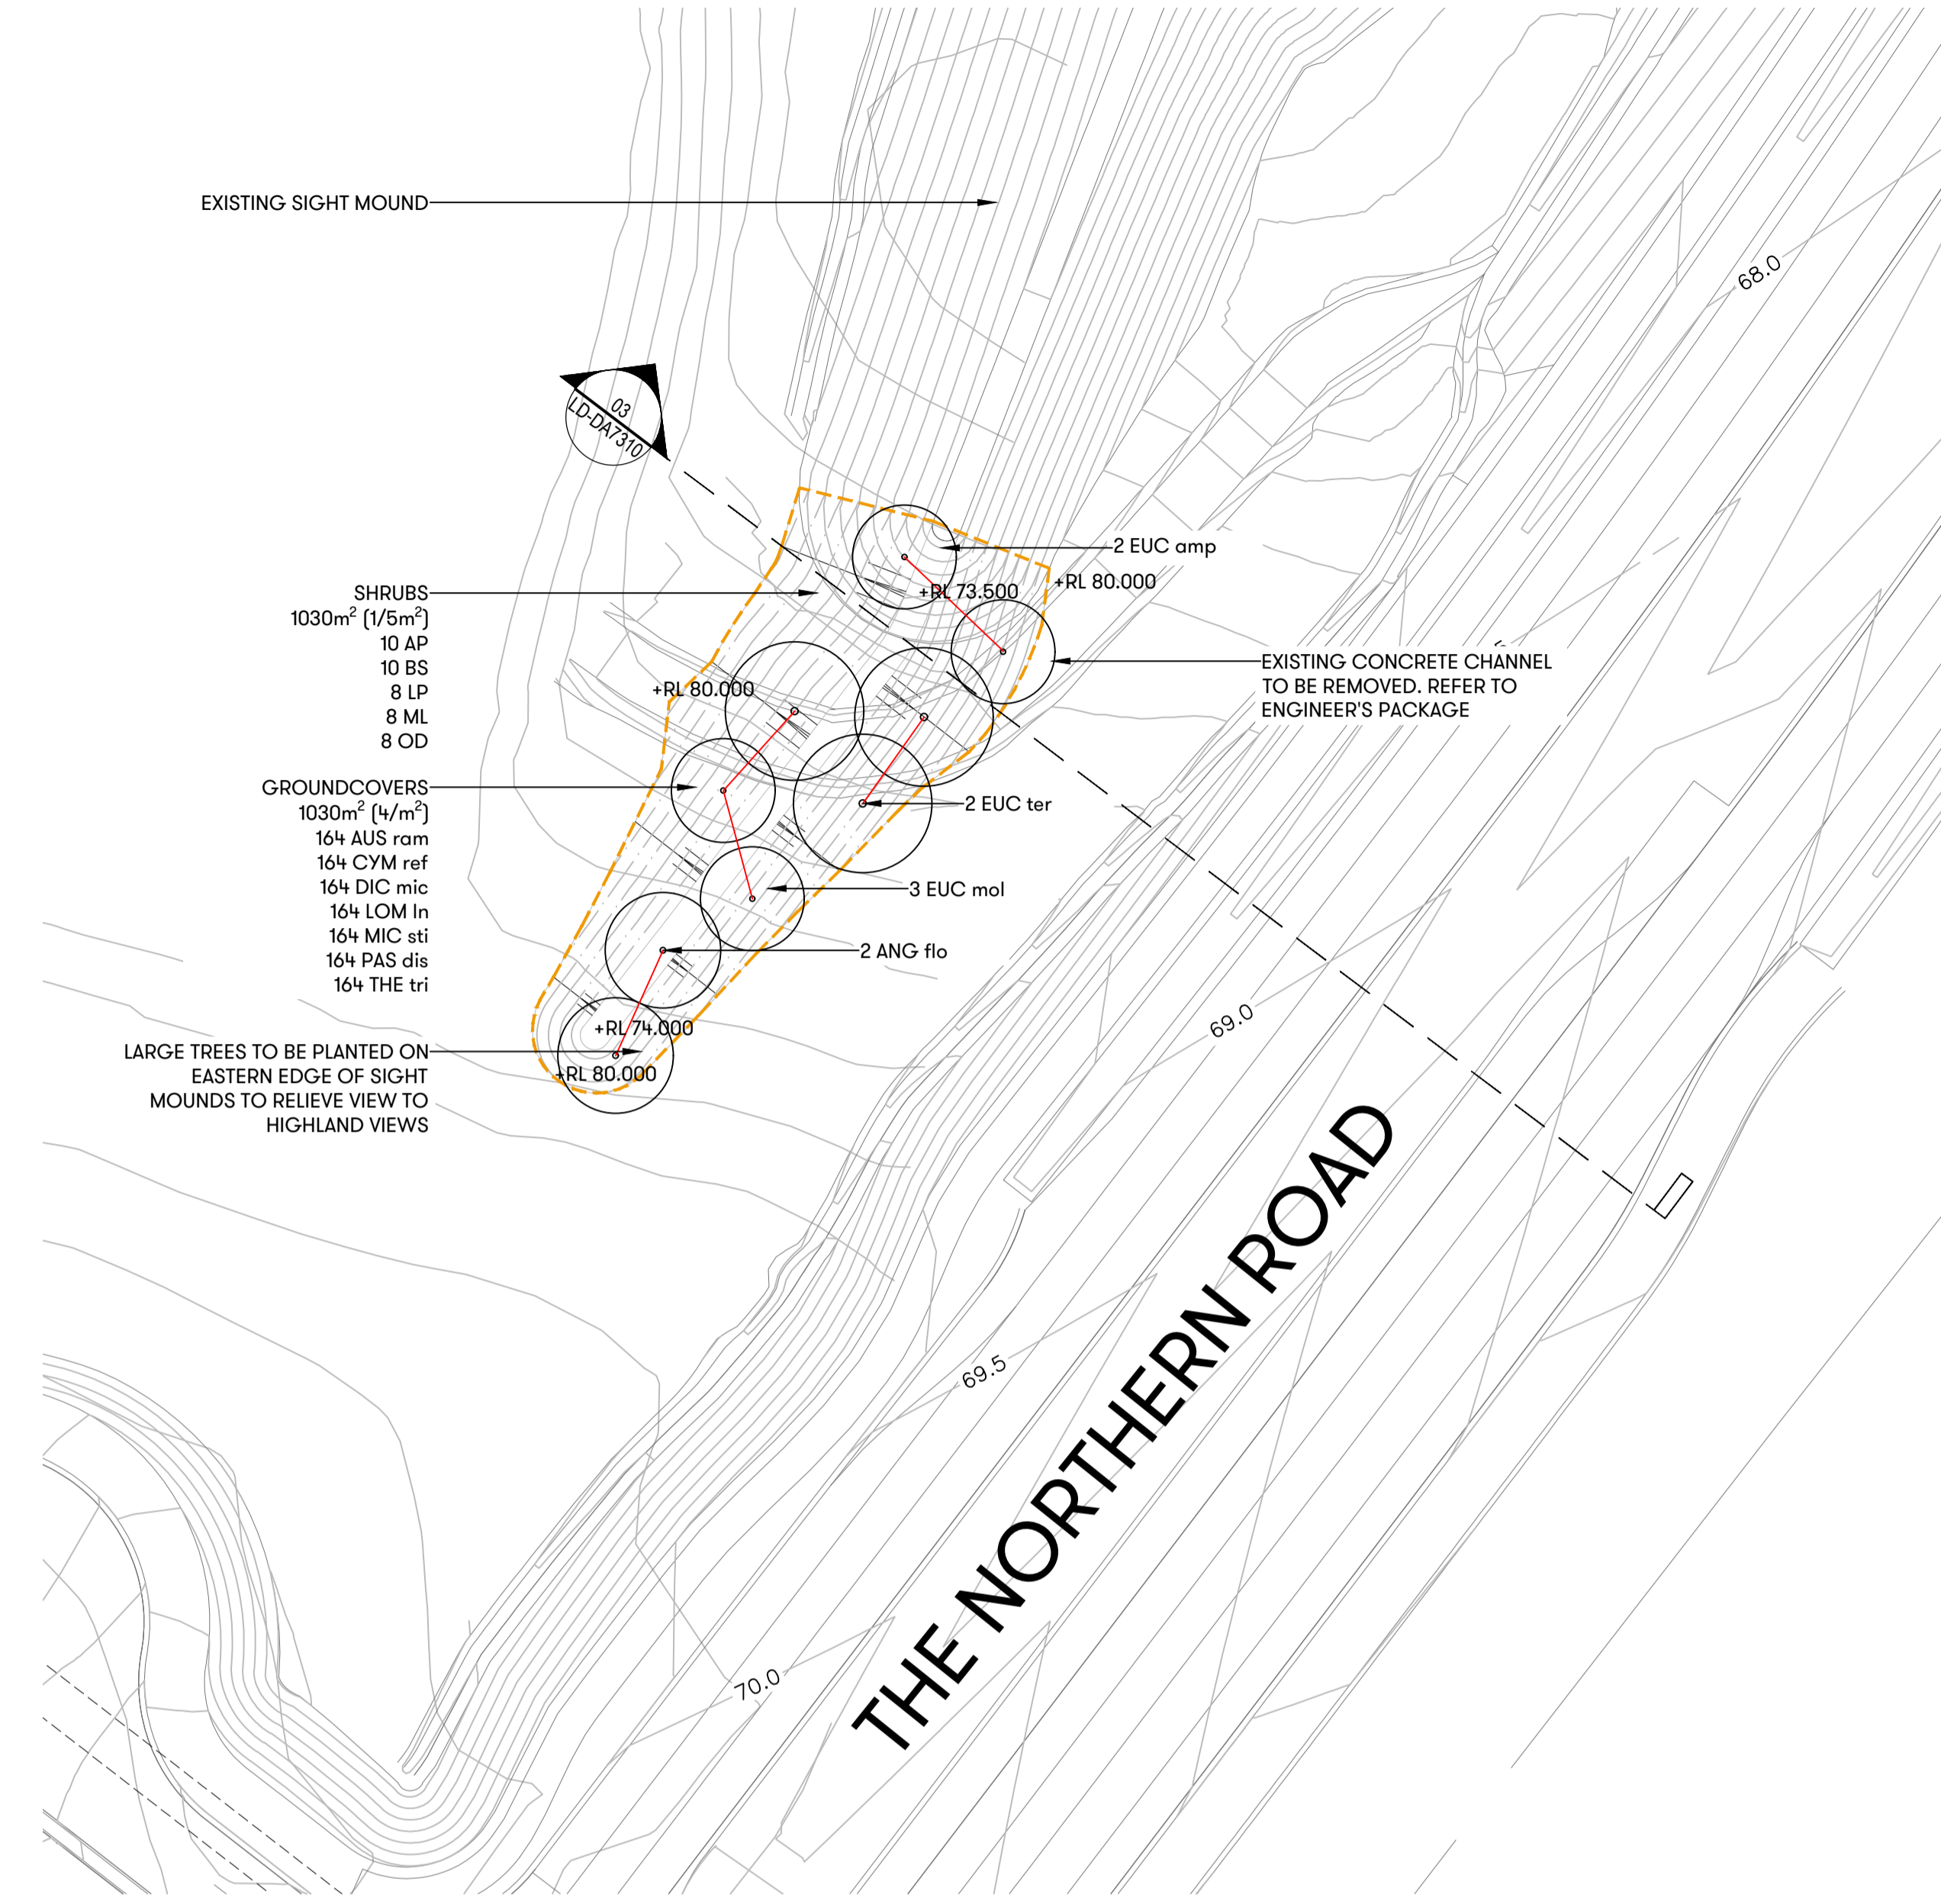 EXISTING SIGHT MOUND
68.0
03
LD-DA7310
2 EUC amp
+RL 80.000
+RL 73.500
SHRUBS
1030m² (1/5m²)
10 AP
10 BS
8 LP
8 ML
8 OD
+RL 80.000
EXISTING CONCRETE CHANNEL
TO BE REMOVED. REFER TO
ENGINEER'S PACKAGE
GROUNDCOVERS
1030m² (4/m²)
164 AUS ram
164 CYM ref
164 DIC mic
164 LOM ln
164 MIC sti
164 PAS dis
164 THE tri
2 EUC ter
3 EUC mol
2 ANG flo
+RL 74.000
+RL 80.000
LARGE TREES TO BE PLANTED ON
EASTERN EDGE OF SIGHT
MOUNDS TO RELIEVE VIEW TO
HIGHLAND VIEWS
69.0
THE NORTHERN ROAD
69.5
70.0